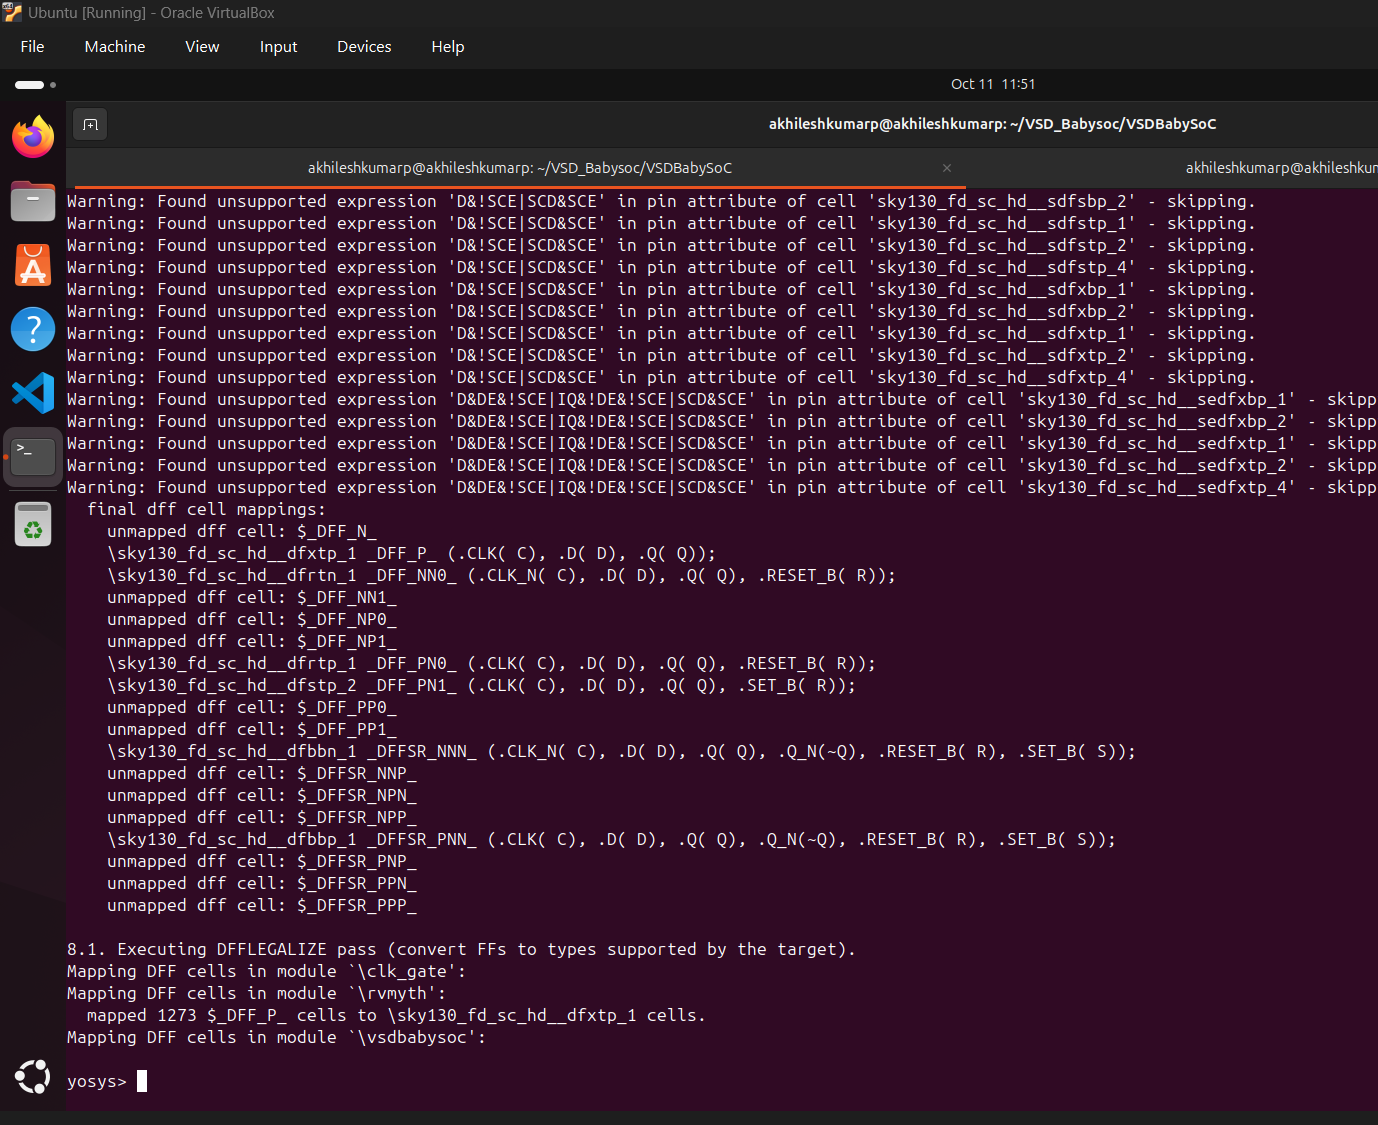 Ubuntu [Running] - Oracle VirtualBox
File Machine View Input Devices Help
Oct 11 11:51
akhileshkumarp@akhileshkumarp: ~/VSD_Babysoc/VSDBabySoC
akhileshkumarp@akhileshkumarp: ~/VSD_Babysoc/VSDBabySoC × akhileshkumarp@akhileshkum
Warning: Found unsupported expression 'D&!SCE|SCD&SCE' in pin attribute of cell 'sky130_fd_sc_hd__sdfsbp_2' - skipping.
Warning: Found unsupported expression 'D&!SCE|SCD&SCE' in pin attribute of cell 'sky130_fd_sc_hd__sdfstp_1' - skipping.
Warning: Found unsupported expression 'D&!SCE|SCD&SCE' in pin attribute of cell 'sky130_fd_sc_hd__sdfstp_2' - skipping.
Warning: Found unsupported expression 'D&!SCE|SCD&SCE' in pin attribute of cell 'sky130_fd_sc_hd__sdfstp_4' - skipping.
Warning: Found unsupported expression 'D&!SCE|SCD&SCE' in pin attribute of cell 'sky130_fd_sc_hd__sdfxbp_1' - skipping.
Warning: Found unsupported expression 'D&!SCE|SCD&SCE' in pin attribute of cell 'sky130_fd_sc_hd__sdfxbp_2' - skipping.
Warning: Found unsupported expression 'D&!SCE|SCD&SCE' in pin attribute of cell 'sky130_fd_sc_hd__sdfxtp_1' - skipping.
Warning: Found unsupported expression 'D&!SCE|SCD&SCE' in pin attribute of cell 'sky130_fd_sc_hd__sdfxtp_2' - skipping.
Warning: Found unsupported expression 'D&!SCE|SCD&SCE' in pin attribute of cell 'sky130_fd_sc_hd__sdfxtp_4' - skipping.
Warning: Found unsupported expression 'D&DE&!SCE|IQ&!DE&!SCE|SCD&SCE' in pin attribute of cell 'sky130_fd_sc_hd__sedfxbp_1' - skipp
Warning: Found unsupported expression 'D&DE&!SCE|IQ&!DE&!SCE|SCD&SCE' in pin attribute of cell 'sky130_fd_sc_hd__sedfxbp_2' - skipp
Warning: Found unsupported expression 'D&DE&!SCE|IQ&!DE&!SCE|SCD&SCE' in pin attribute of cell 'sky130_fd_sc_hd__sedfxtp_1' - skipp
Warning: Found unsupported expression 'D&DE&!SCE|IQ&!DE&!SCE|SCD&SCE' in pin attribute of cell 'sky130_fd_sc_hd__sedfxtp_2' - skipp
Warning: Found unsupported expression 'D&DE&!SCE|IQ&!DE&!SCE|SCD&SCE' in pin attribute of cell 'sky130_fd_sc_hd__sedfxtp_4' - skipp
final dff cell mappings:
unmapped dff cell: $_DFF_N_
\sky130_fd_sc_hd__dfxtp_1 _DFF_P_ (.CLK( C), .D( D), .Q( Q));
\sky130_fd_sc_hd__dfrtn_1 _DFF_NN0_ (.CLK_N( C), .D( D), .Q( Q), .RESET_B( R));
unmapped dff cell: $_DFF_NN1_
unmapped dff cell: $_DFF_NP0_
unmapped dff cell: $_DFF_NP1_
\sky130_fd_sc_hd__dfrtp_1 _DFF_PN0_ (.CLK( C), .D( D), .Q( Q), .RESET_B( R));
\sky130_fd_sc_hd__dfstp_2 _DFF_PN1_ (.CLK( C), .D( D), .Q( Q), .SET_B( R));
unmapped dff cell: $_DFF_PP0_
unmapped dff cell: $_DFF_PP1_
\sky130_fd_sc_hd__dfbbn_1 _DFFSR_NNN_ (.CLK_N( C), .D( D), .Q( Q), .Q_N(~Q), .RESET_B( R), .SET_B( S));
unmapped dff cell: $_DFFSR_NNP_
unmapped dff cell: $_DFFSR_NPN_
unmapped dff cell: $_DFFSR_NPP_
\sky130_fd_sc_hd__dfbbp_1 _DFFSR_PNN_ (.CLK( C), .D( D), .Q( Q), .Q_N(~Q), .RESET_B( R), .SET_B( S));
unmapped dff cell: $_DFFSR_PNP_
unmapped dff cell: $_DFFSR_PPN_
unmapped dff cell: $_DFFSR_PPP_
8.1. Executing DFFLEGALIZE pass (convert FFs to types supported by the target).
Mapping DFF cells in module `\clk_gate':
Mapping DFF cells in module `\rvmyth':
mapped 1273 $_DFF_P_ cells to \sky130_fd_sc_hd__dfxtp_1 cells.
Mapping DFF cells in module `\vsdbabysoc':
yosys>